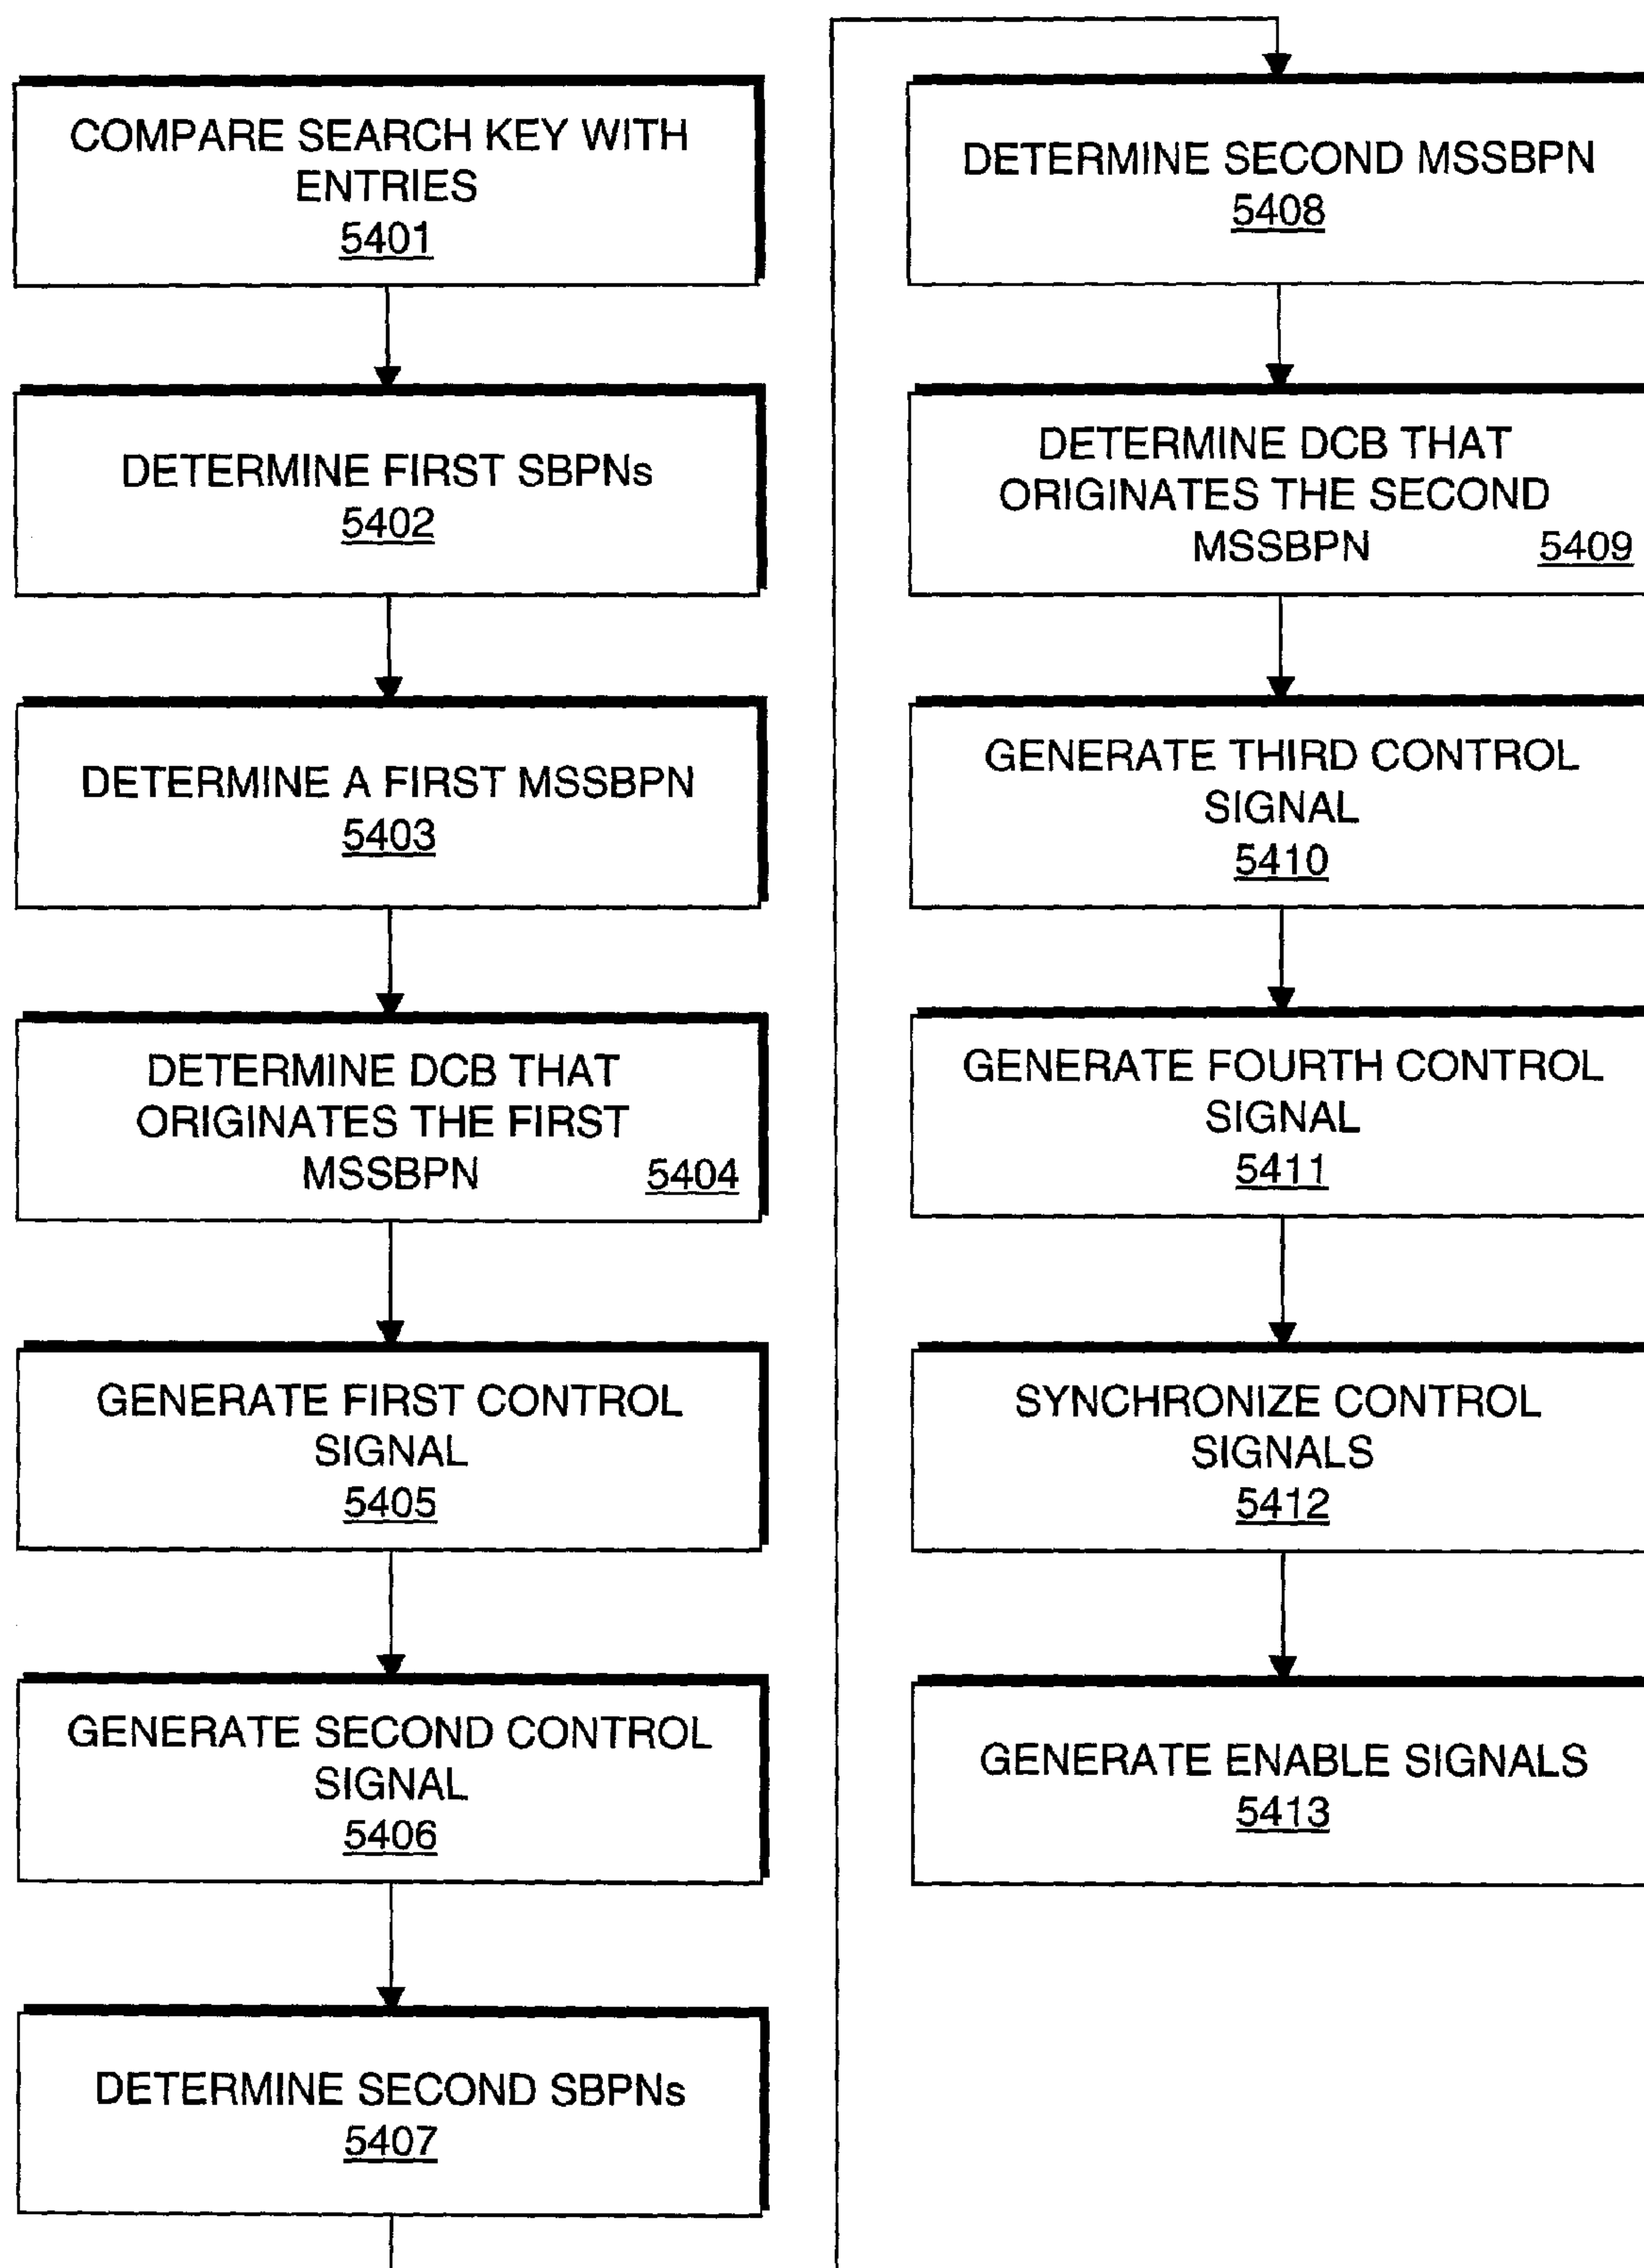 COMPARE SEARCH KEY WITH
ENTRIES
5401
DETERMINE FIRST SBPNs
5402
DETERMINE A FIRST MSSBPN
5403
DETERMINE DCB THAT
ORIGINATES THE FIRST
MSSBPN 5404
GENERATE FIRST CONTROL
SIGNAL
5405
GENERATE SECOND CONTROL
SIGNAL
5406
DETERMINE SECOND SBPNs
5407
DETERMINE SECOND MSSBPN
5408
DETERMINE DCB THAT
ORIGINATES THE SECOND
MSSBPN 5409
GENERATE THIRD CONTROL
SIGNAL
5410
GENERATE FOURTH CONTROL
SIGNAL
5411
SYNCHRONIZE CONTROL
SIGNALS
5412
GENERATE ENABLE SIGNALS
5413